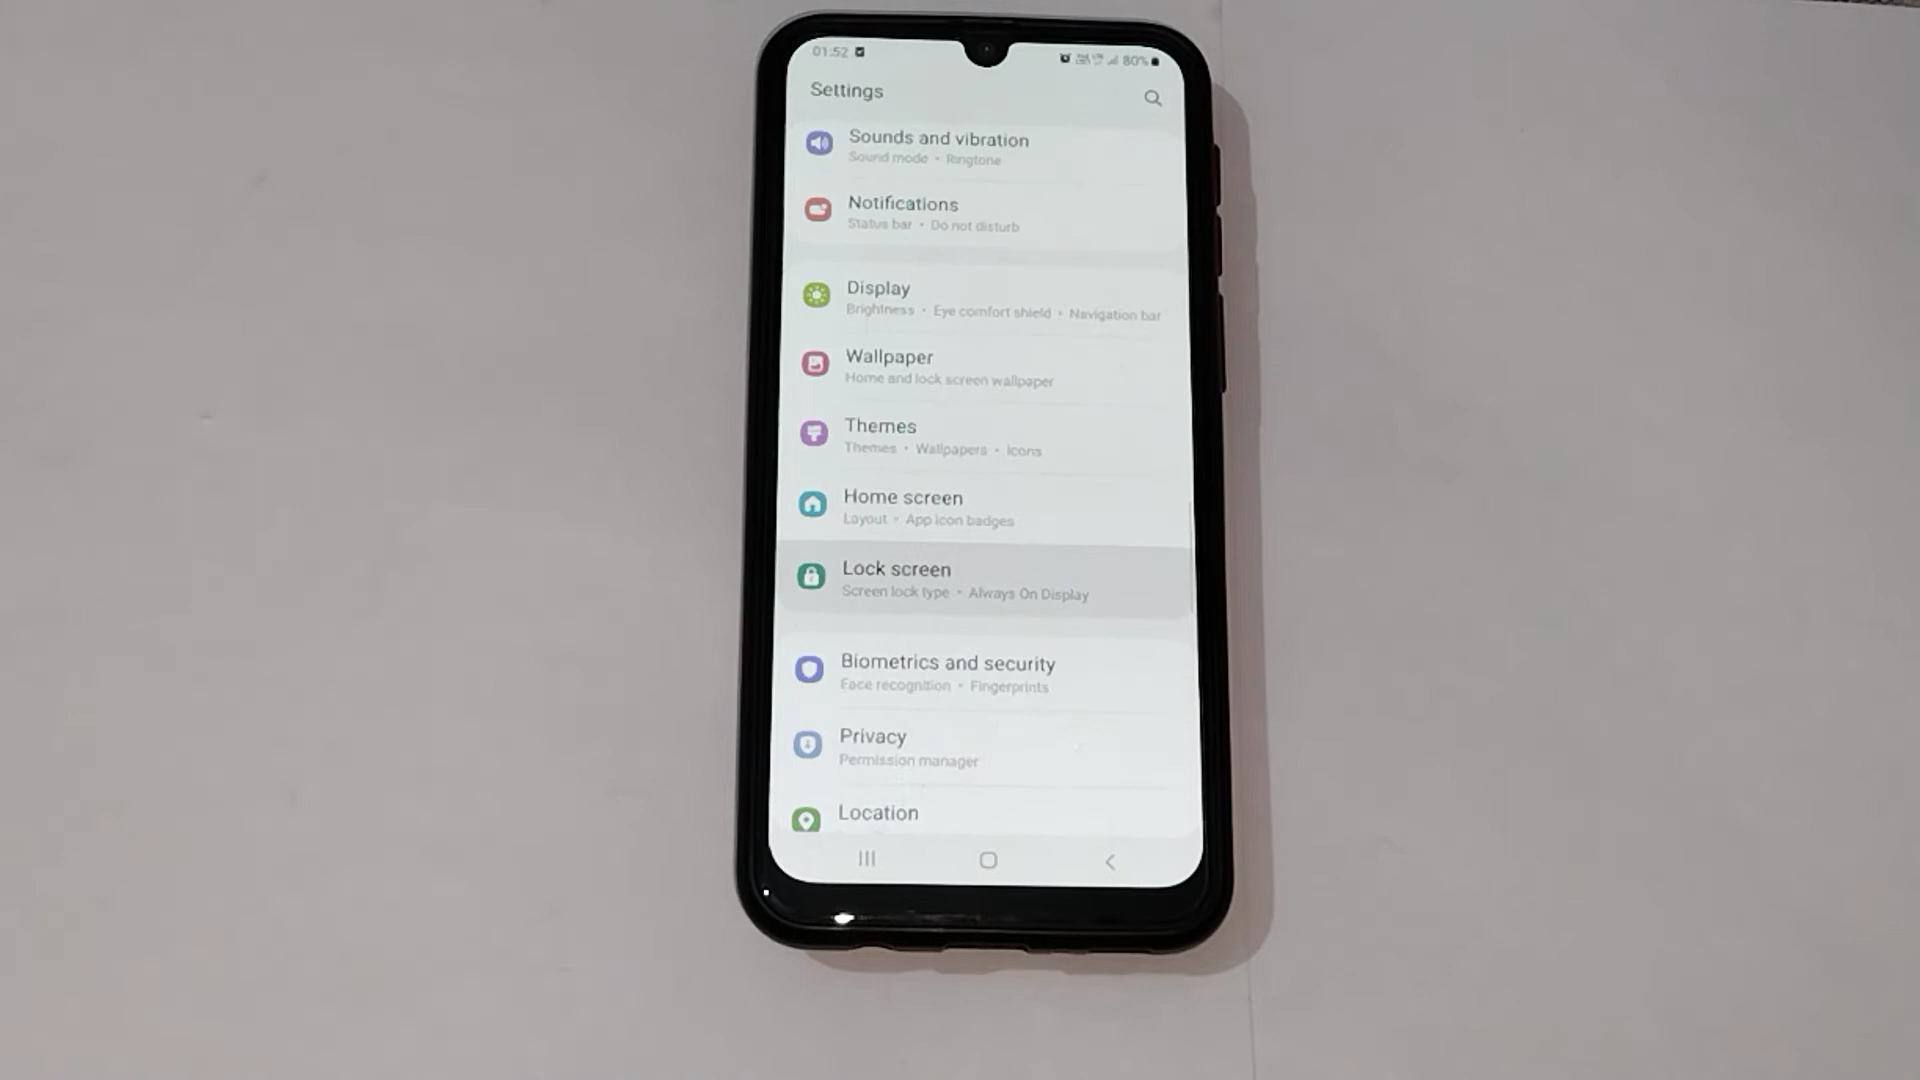 01:52
80%
Settings
Sounds and vibration
Sound mode • Ringtone
Notifications
Status bar • Do not disturb
Display
Brightness • Eye comfort shield • Navigation bar
Wallpaper
Home and lock screen wallpaper
Themes
Themes • Wallpapers • Icons
Home screen
Layout • App icon badges
Lock screen
Screen lock type • Always On Display
Biometrics and security
Face recognition • Fingerprints
Privacy
Permission manager
Location